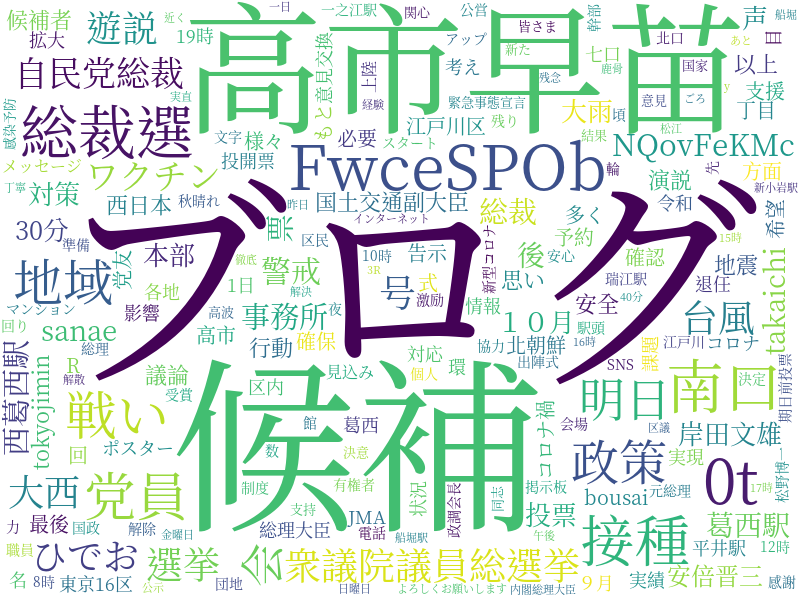 ブログ
候補
高市早苗
総裁選
自民党総裁
遊説
候補者
拡大
19時
近く
一日
一之江駅
関心
公営
幹部
声
目
船堀
あと
皆さま
アップ
新た
北口
国家
以上
鹿骨
残念
七口
支援
丁目
感染予防
実直
もと意見交換
上陸
考え
経験
緊急事態宣言
大雨
頃
意見
ごろ
y
文字
様々
スタート
江戸川区
残り
結果
松江
NQovFeKMc
FwceSPOb
メッセージ
ワクチン
投開票
必要
丁寧
対策
西日本
秋晴れ
昨日
国土交通副大臣
総裁
多く
輪
演説
先
方面
新小岩駅
30分
準備
党友
本部
票
区民
インターネット
令和
希望
地域
警戒
徹底
10時
告示
新型コロナ
後
予約
確認
15時
安心
3R
号
式
思い
瑞江駅
地震
退任
マンション
影響
各地
1日
解決
夜
激励
情報
安全
40分
台風
takaichi
回り
sanae
高波
事務所
１０月
高市
行動
確保
対応
環
協力
北朝鮮
駅頭
16時
江戸川
コロナ
課題
西葛西駅
総理
解散
R
議論
区内
見込み
個人
出陣式
SNS
tokyojimin
受賞
戦い
明日
南口
決定
期日前投票
ポスター
回
館
葛西
コロナ禍
会場
区議
岸田文雄
数
決意
政策
実現
松野博一
大西
党員
制度
有権者
状況
政調会長
同志
掲示板
bousai
元総理
0t
17時
力
最後
国政
解除
金曜日
総理大臣
支持
JMA
電話
船堀駅
午後
投票
接種
葛西駅
平井駅
12時
職員
ひでお
選挙
会
衆議院議員総選挙
名
8時
東京16区
公示
団地
日曜日
よろしくお願いします
内閣総理大臣
９月
実績
安倍晋三
感謝